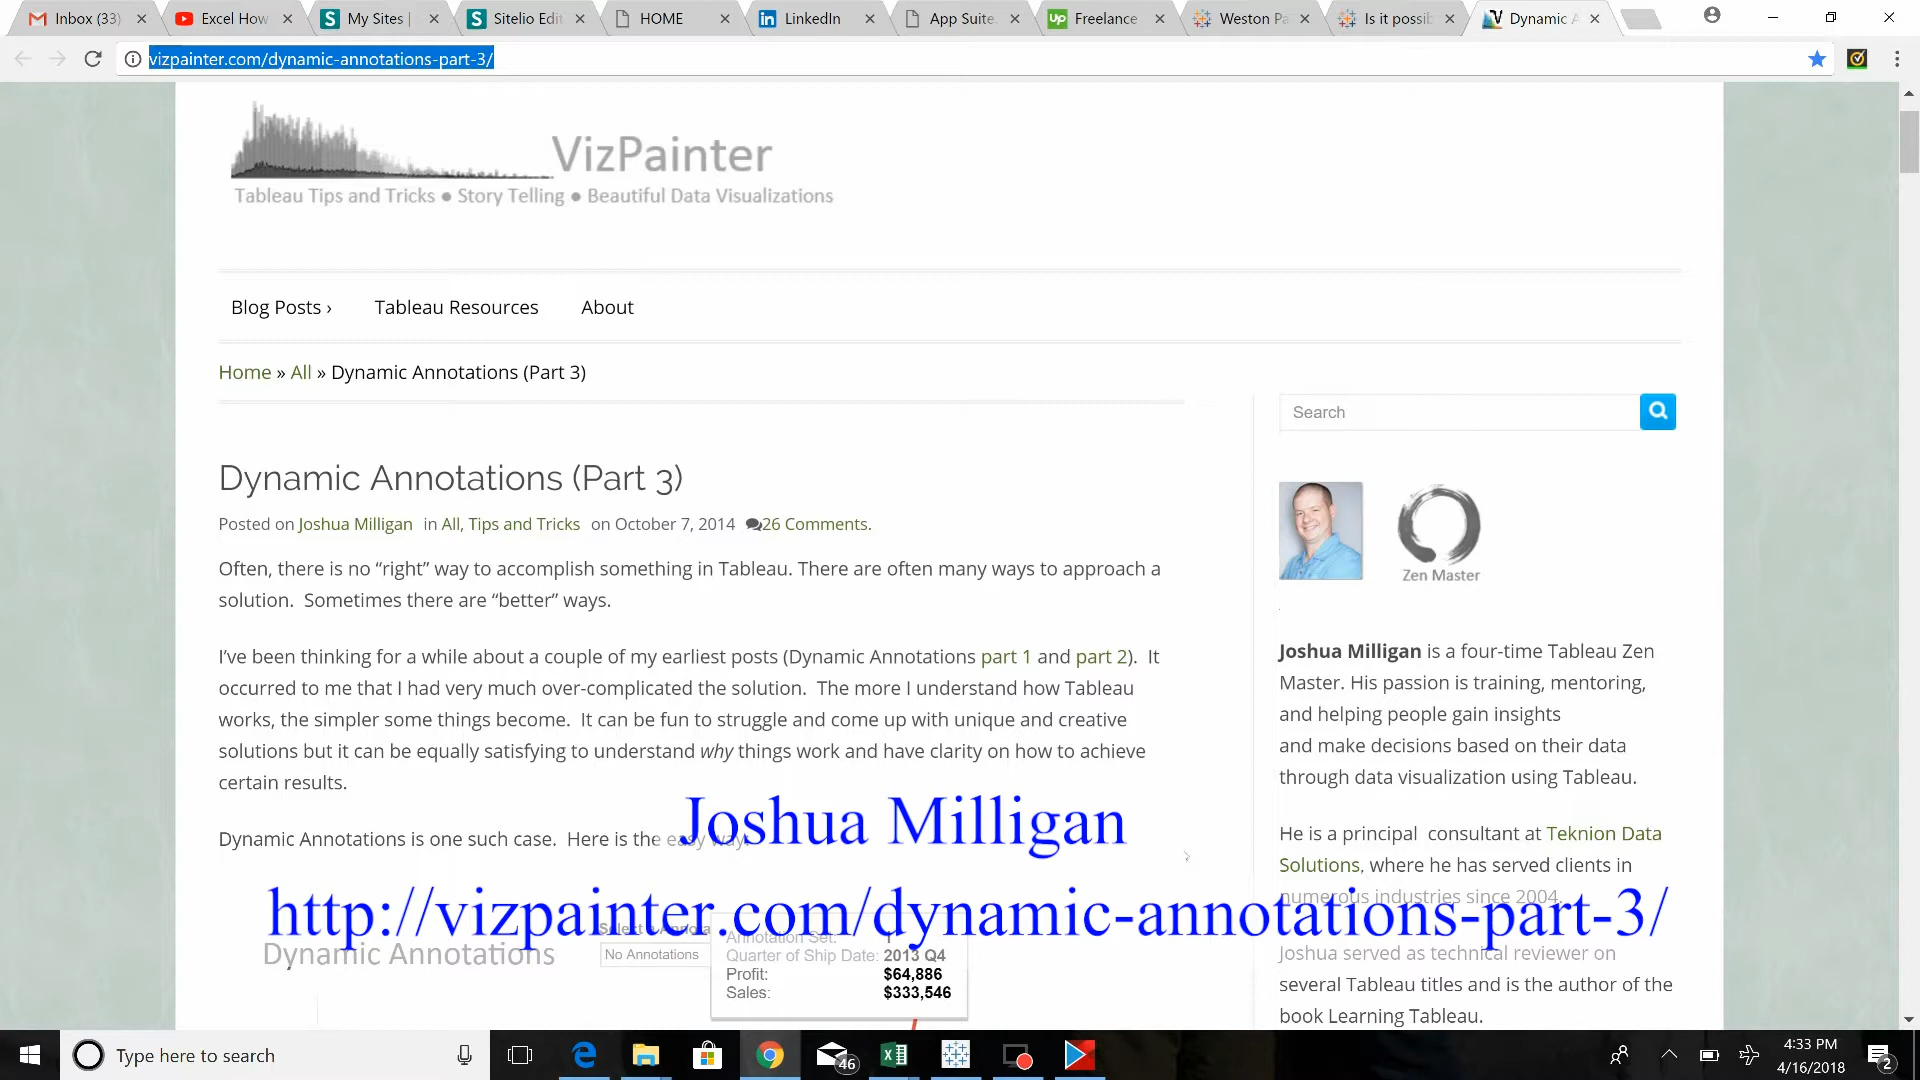 Inbox (33)
Excel How
My Sites |
Sitelio Edit
HOME
LinkedIn
App Suite.
Freelance
Weston Pa
Is it possib
Dynamic A
vizpainter.com/dynamic-annotations-part-3/
VizPainter
Tableau Tips and Tricks ● Story Telling ● Beautiful Data Visualizations
Blog Posts ›
Tableau Resources
About
Home » All » Dynamic Annotations (Part 3)
Search
Dynamic Annotations (Part 3)
Posted on Joshua Milligan in All, Tips and Tricks on October 7, 2014 26 Comments.
Often, there is no “right” way to accomplish something in Tableau. There are often many ways to approach a
solution. Sometimes there are “better” ways.
I’ve been thinking for a while about a couple of my earliest posts (Dynamic Annotations part 1 and part 2). It
occurred to me that I had very much over-complicated the solution. The more I understand how Tableau
works, the simpler some things become. It can be fun to struggle and come up with unique and creative
solutions but it can be equally satisfying to understand why things work and have clarity on how to achieve
certain results.
Dynamic Annotations is one such case. Here is the easy way:
Joshua Milligan
http://vizpainter.com/dynamic-annotations-part-3/
Dynamic Annotations
No Annotations
Annotation Set: 1
Quarter of Ship Date: 2013 Q4
Profit: $64,886
Sales: $333,546
Zen Master
Joshua Milligan is a four-time Tableau Zen
Master. His passion is training, mentoring,
and helping people gain insights
and make decisions based on their data
through data visualization using Tableau.
He is a principal consultant at Teknion Data
Solutions, where he has served clients in
numerous industries since 2004.
Joshua served as technical reviewer on
several Tableau titles and is the author of the
book Learning Tableau.
Type here to search
46
4:33 PM
4/16/2018
2